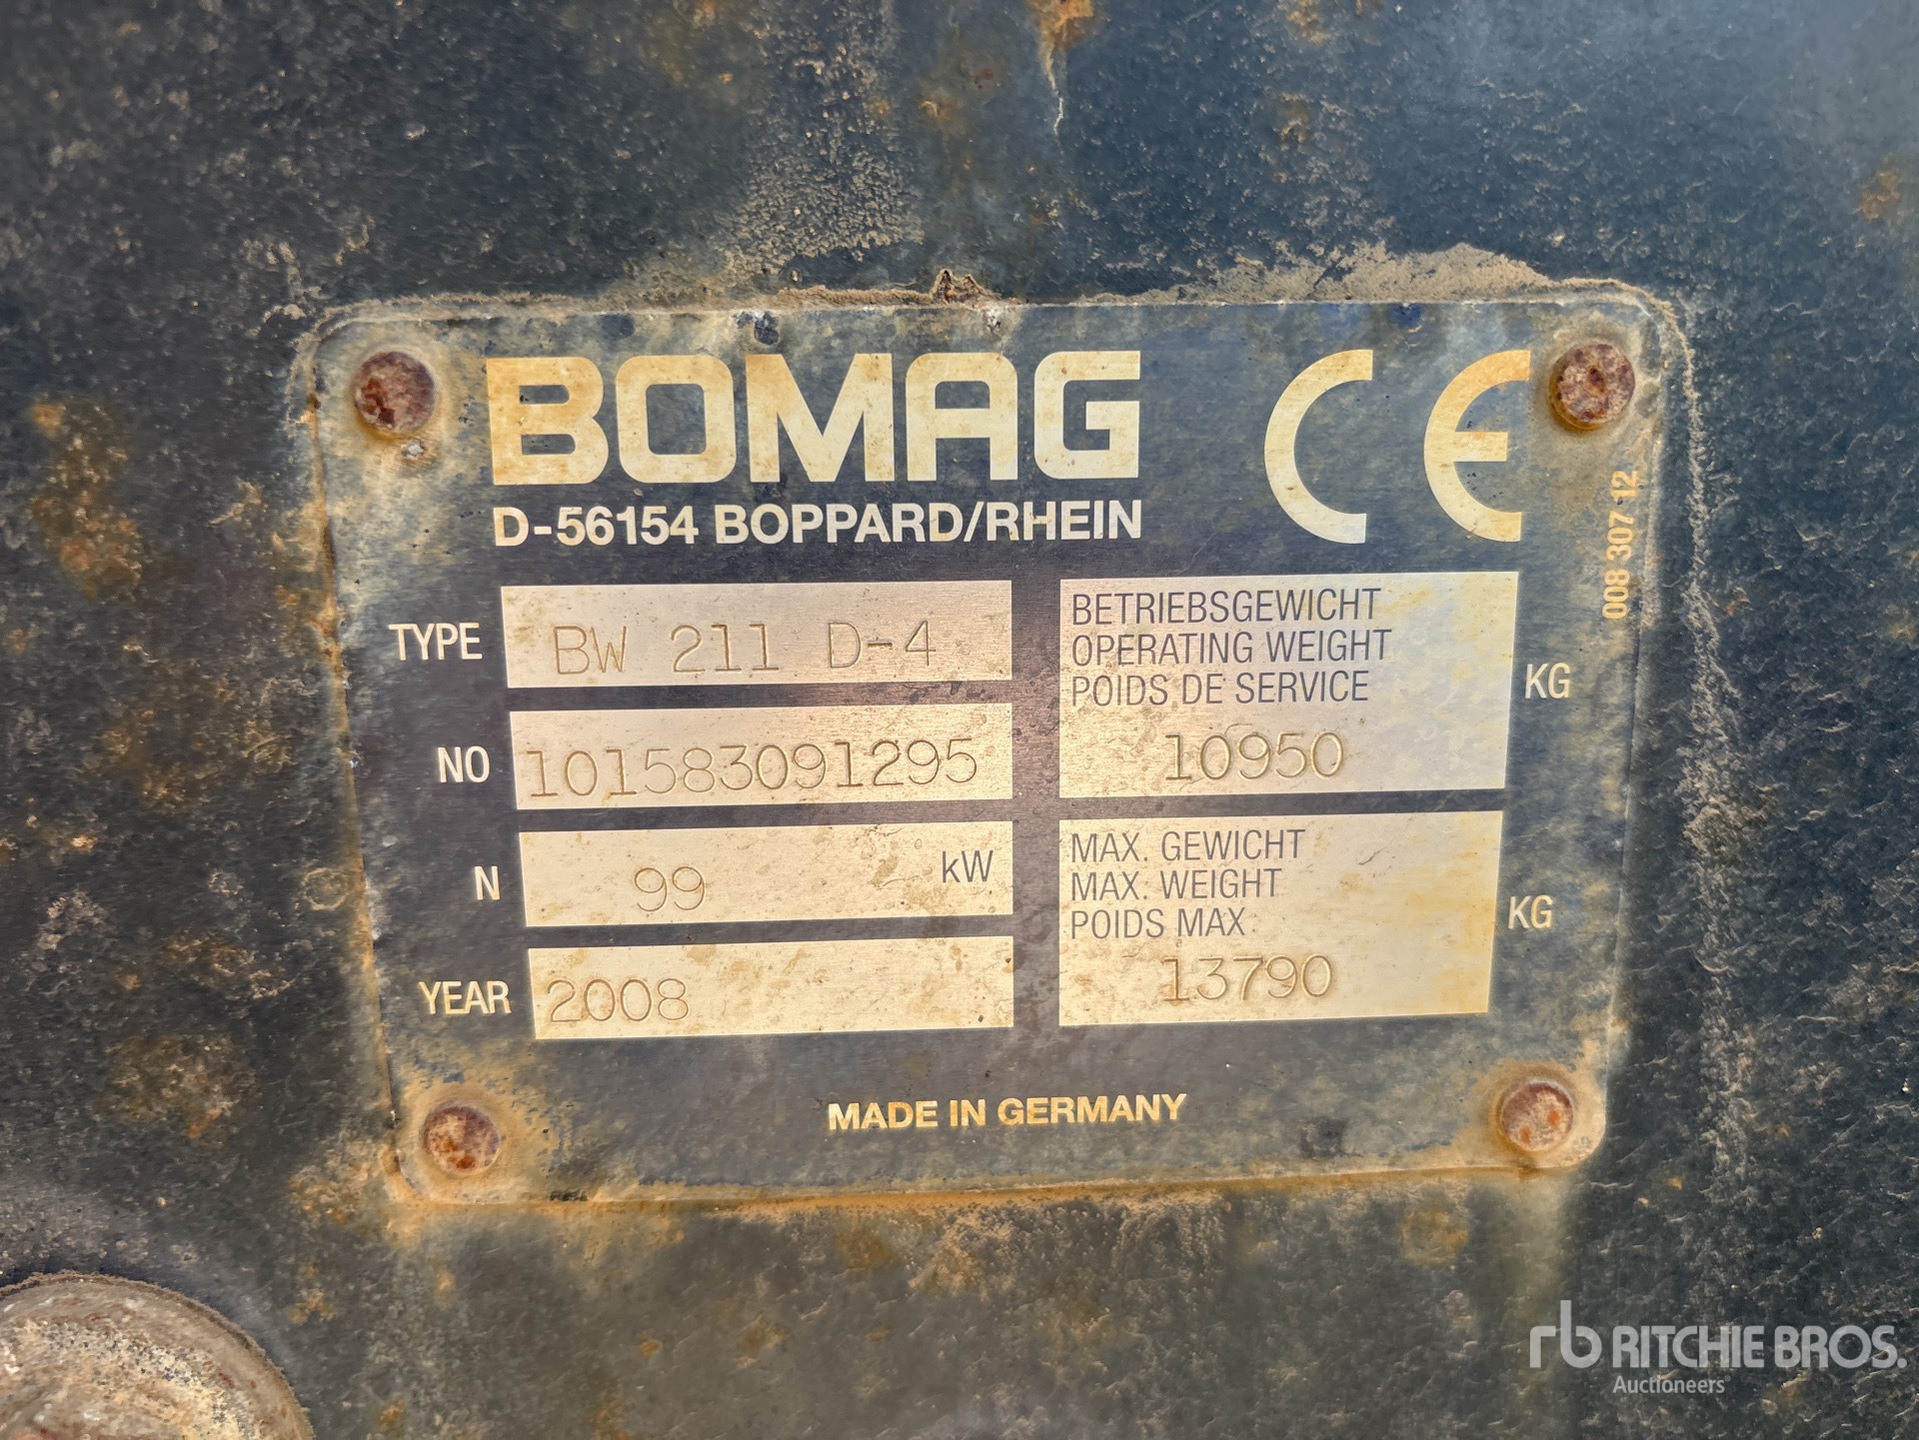 BOMAG
CE
D-56154 BOPPARD/RHEIN
008 307 12
TYPE BW 211 D-4
NO 101583091295
N 99 kW
YEAR 2008
BETRIEBSGEWICHT
OPERATING WEIGHT
POIDS DE SERVICE
10950 KG
MAX. GEWICHT
MAX. WEIGHT
POIDS MAX.
13790 KG
MADE IN GERMANY
rb RITCHIE BROS.
Auctioneers